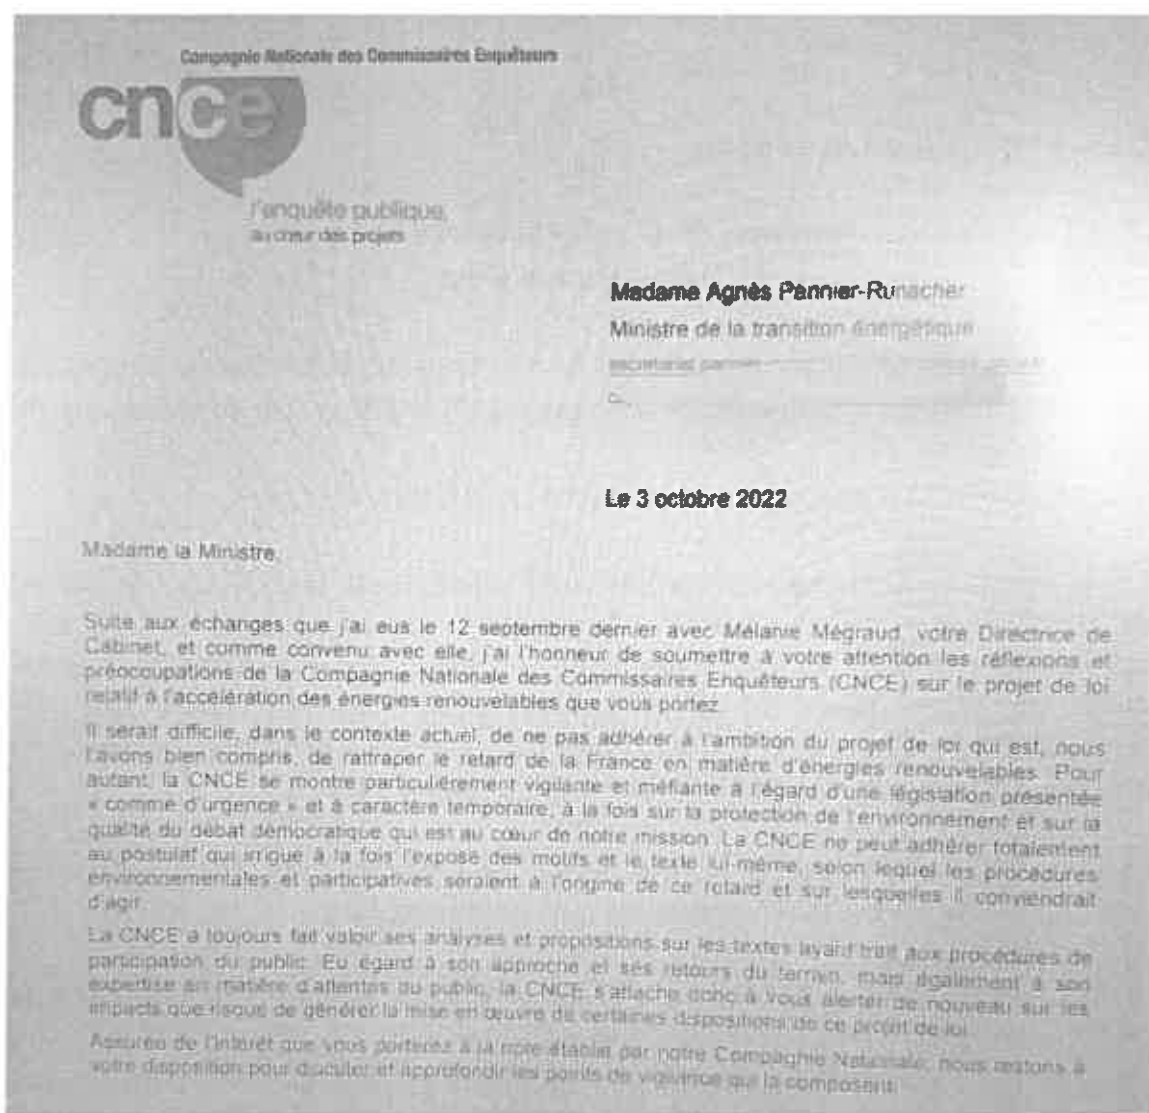 Compagnie Nationale des Commissaires Enquêteurs
cnce
l'enquête publique,
au cœur des projets
Madame Agnès Pannier-Runacher
Ministre de la transition énergétique
secretariat pannier
Le 3 octobre 2022
Madame la Ministre,
Suite aux échanges que j'ai eus le 12 septembre dernier avec Mélanie Mégraud, votre Directrice de
Cabinet, et comme convenu avec elle, j'ai l'honneur de soumettre à votre attention les réflexions et
préoccupations de la Compagnie Nationale des Commissaires Enquêteurs (CNCE) sur le projet de loi
relatif à l'accélération des énergies renouvelables que vous portez.
Il serait difficile, dans le contexte actuel, de ne pas adhérer à l'ambition du projet de loi qui est, nous
l'avons bien compris, de rattraper le retard de la France en matière d'énergies renouvelables. Pour
autant, la CNCE se montre particulièrement vigilante et méfiante à l'égard d'une législation présentée
« comme d'urgence » et à caractère temporaire, à la fois sur la protection de l'environnement et sur la
qualité du débat démocratique qui est au cœur de notre mission. La CNCE ne peut adhérer totalement
au postulat qui irrigue à la fois l'exposé des motifs et le texte lui-même, selon lequel les procédures
environnementales et participatives seraient à l'origine de ce retard et sur lesquelles il conviendrait
d'agir.
La CNCE a toujours fait valoir ses analyses et propositions sur les textes ayant trait aux procédures de
participation du public. Eu égard à son approche et ses retours du terrain, mais également à son
expertise en matière d'attentes du public, la CNCE s'attache donc à vous alerter de nouveau sur les
impacts que risque de générer la mise en œuvre de certaines dispositions de ce projet de loi.
Assurée de l'intérêt que vous porterez à la note établie par notre Compagnie Nationale, nous restons à
votre disposition pour discuter et approfondir les points de vigilance qui la composent.